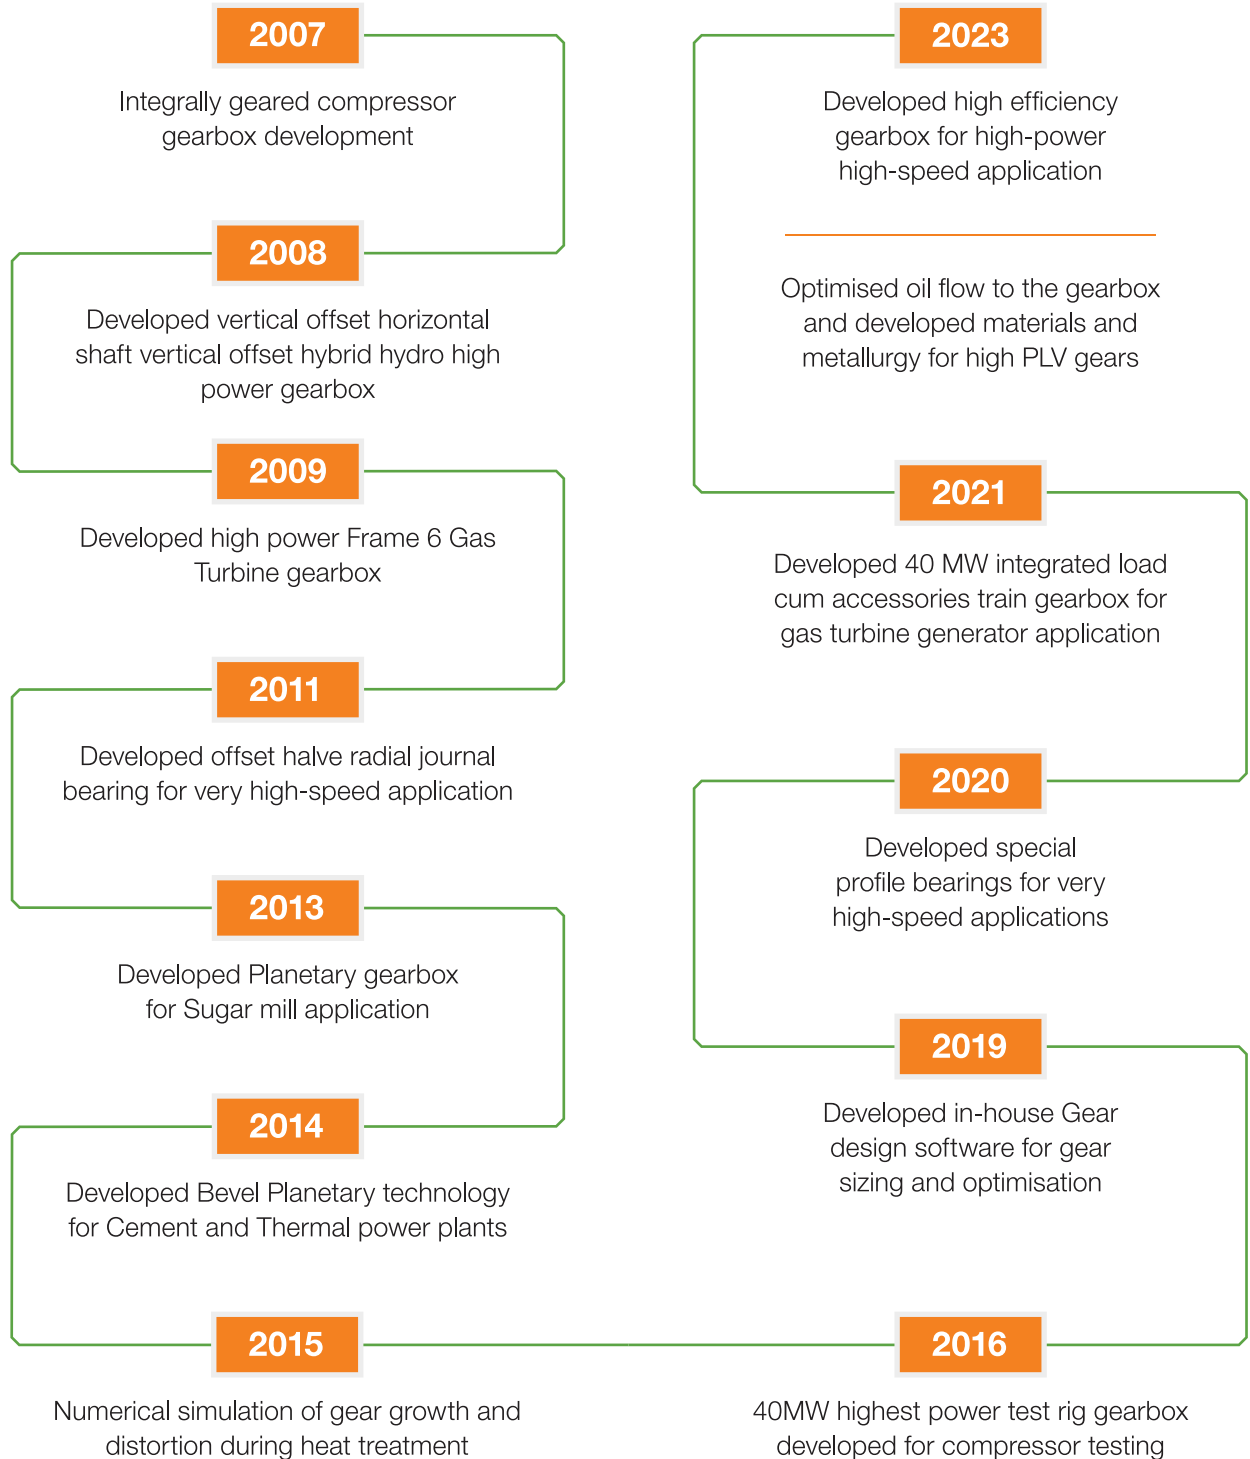 2007
Integrally geared compressor
gearbox development
2008
Developed vertical offset horizontal
shaft vertical offset hybrid hydro high
power gearbox
2009
Developed high power Frame 6 Gas
Turbine gearbox
2011
Developed offset halve radial journal
bearing for very high-speed application
2013
Developed Planetary gearbox
for Sugar mill application
2014
Developed Bevel Planetary technology
for Cement and Thermal power plants
2015
Numerical simulation of gear growth and
distortion during heat treatment
2016
40MW highest power test rig gearbox
developed for compressor testing
2019
Developed in-house Gear
design software for gear
sizing and optimisation
2020
Developed special
profile bearings for very
high-speed applications
2021
Developed 40 MW integrated load
cum accessories train gearbox for
gas turbine generator application
2023
Developed high efficiency
gearbox for high-power
high-speed application
Optimised oil flow to the gearbox
and developed materials and
metallurgy for high PLV gears